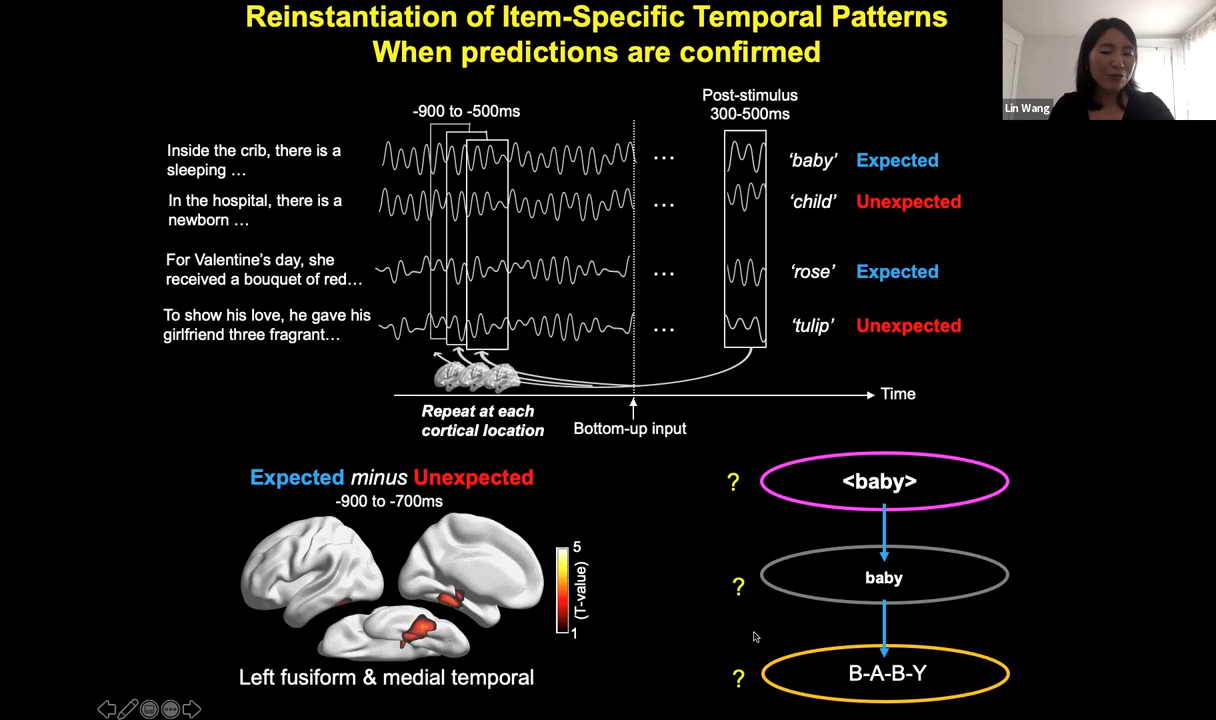 Reinstantiation of Item-Specific Temporal Patterns
When predictions are confirmed
Lin Wang
-900 to -500ms
Post-stimulus
300-500ms
Inside the crib, there is a
sleeping …
...
‘baby’ Expected
In the hospital, there is a
newborn …
...
‘child’ Unexpected
For Valentine’s day, she
received a bouquet of red…
...
‘rose’ Expected
To show his love, he gave his
girlfriend three fragrant…
...
‘tulip’ Unexpected
Time
Repeat at each
cortical location
Bottom-up input
Expected minus Unexpected
-900 to -700ms
5
(T-value)
1
Left fusiform & medial temporal
? <baby>
? baby
? B-A-B-Y